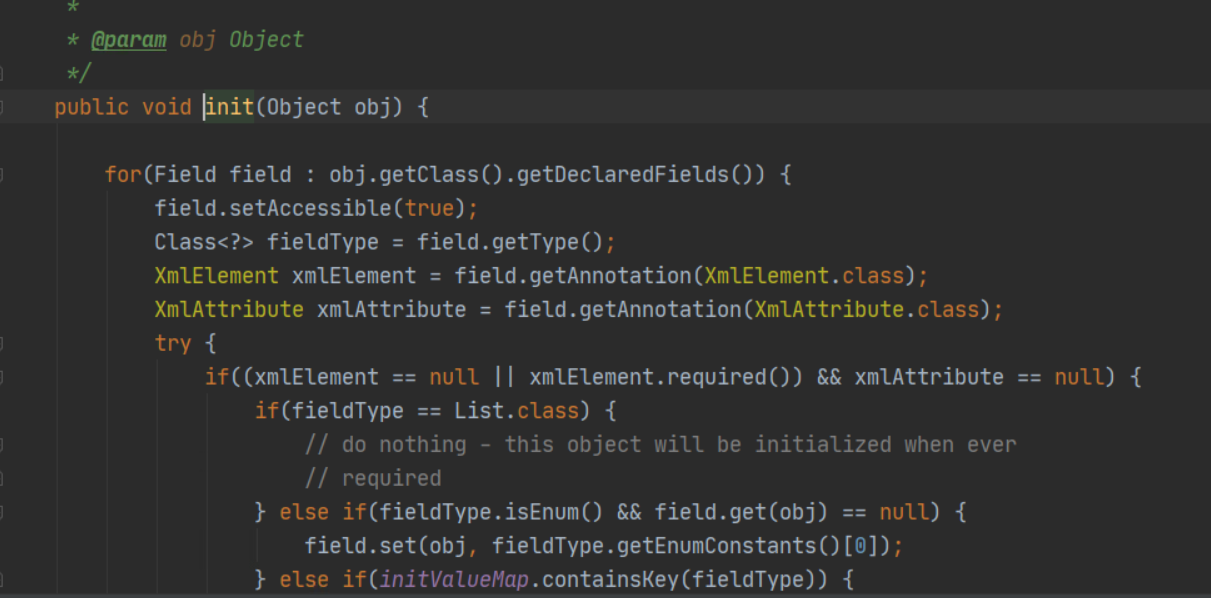 *
* @param obj Object
*/
public void init(Object obj) {
for(Field field : obj.getClass().getDeclaredFields()) {
field.setAccessible(true);
Class<?> fieldType = field.getType();
XmlElement xmlElement = field.getAnnotation(XmlElement.class);
XmlAttribute xmlAttribute = field.getAnnotation(XmlAttribute.class);
try {
if((xmlElement == null || xmlElement.required()) && xmlAttribute == null) {
if(fieldType == List.class) {
// do nothing - this object will be initialized when ever
// required
} else if(fieldType.isEnum() && field.get(obj) == null) {
field.set(obj, fieldType.getEnumConstants()[0]);
} else if(initValueMap.containsKey(fieldType)) {